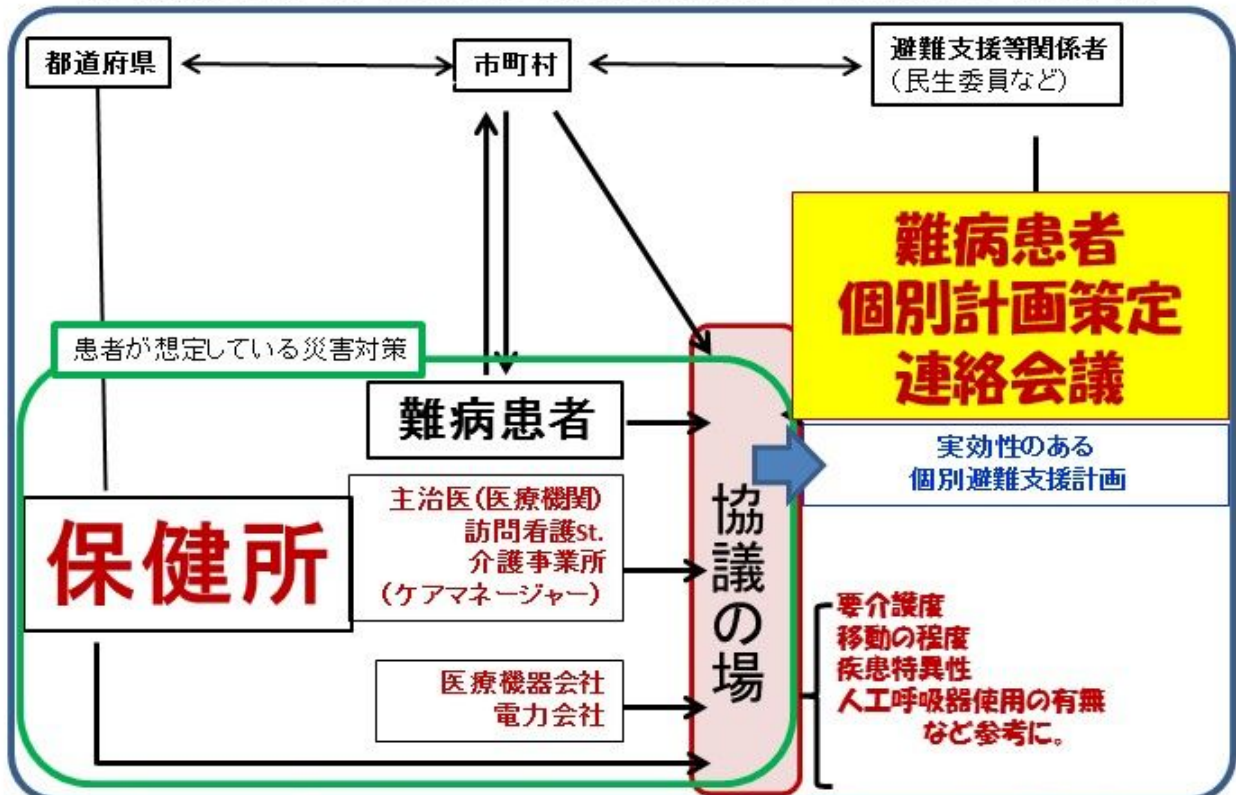 都道府県
市町村
避難支援等関係者
(民生委員など)
難病患者
個別計画策定
連絡会議
患者が想定している災害対策
難病患者
実効性のある
個別避難支援計画
保健所
主治医(医療機関)
訪問看護St.
介護事業所
(ケアマネージャー)
協議の場
要介護度
移動の程度
疾患特異性
人工呼吸器使用の有無
など参考に。
医療機器会社
電力会社